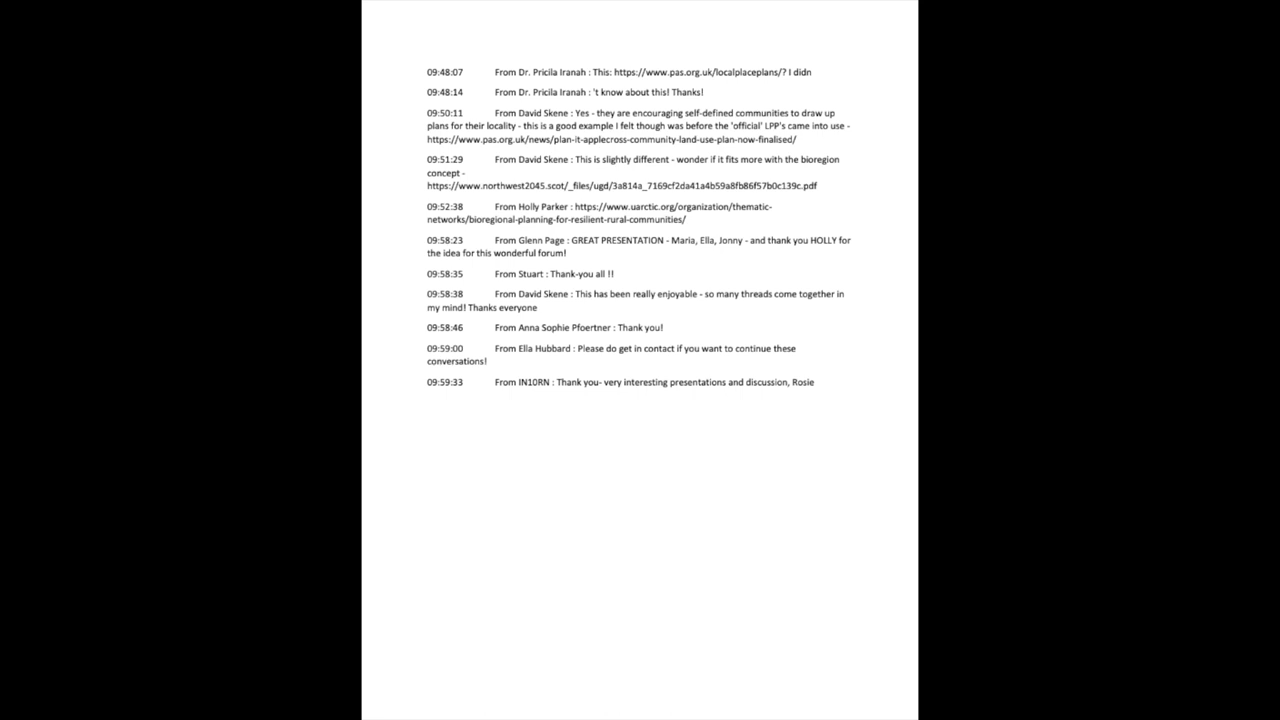 09:48:07 From Dr. Pricila Iranah : This: https://www.pas.org.uk/localplaceplans/? I didn
09:48:14 From Dr. Pricila Iranah : 't know about this! Thanks!
09:50:11 From David Skene : Yes - they are encouraging self-defined communities to draw up
plans for their locality - this is a good example I felt though was before the 'official' LPP's came into use -
https://www.pas.org.uk/news/plan-it-applecross-community-land-use-plan-now-finalised/
09:51:29 From David Skene : This is slightly different - wonder if it fits more with the bioregion
concept -
https://www.northwest2045.scot/_files/ugd/3a814a_7169cf2da41a4b59a8fb86f57b0c139c.pdf
09:52:38 From Holly Parker : https://www.uarctic.org/organization/thematic-
networks/bioregional-planning-for-resilient-rural-communities/
09:58:23 From Glenn Page : GREAT PRESENTATION - Maria, Ella, Jonny - and thank you HOLLY for
the idea for this wonderful forum!
09:58:35 From Stuart : Thank-you all !!
09:58:38 From David Skene : This has been really enjoyable - so many threads come together in
my mind! Thanks everyone
09:58:46 From Anna Sophie Pfoertner : Thank you!
09:59:00 From Ella Hubbard : Please do get in contact if you want to continue these
conversations!
09:59:33 From IN10RN : Thank you- very interesting presentations and discussion, Rosie